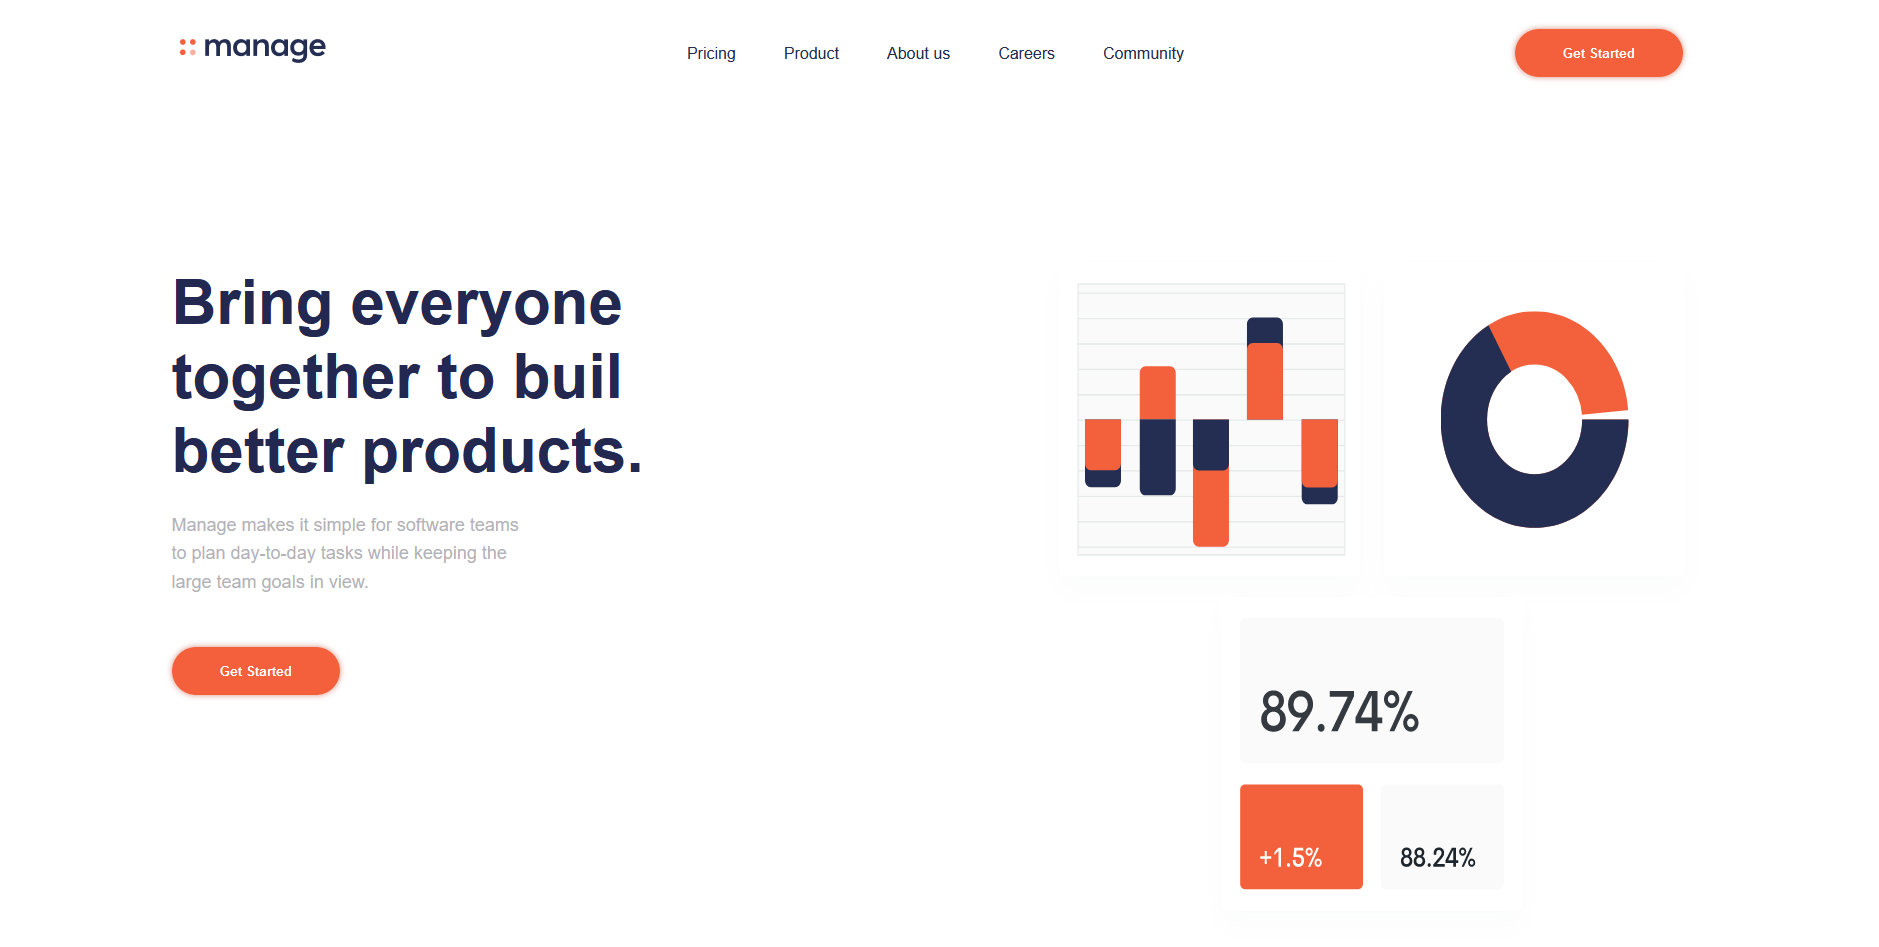 manage
Pricing
Product
About us
Careers
Community
Get Started
Bring everyone
together to buil
better products.
Manage makes it simple for software teams
to plan day-to-day tasks while keeping the
large team goals in view.
Get Started
89.74%
+1.5%
88.24%